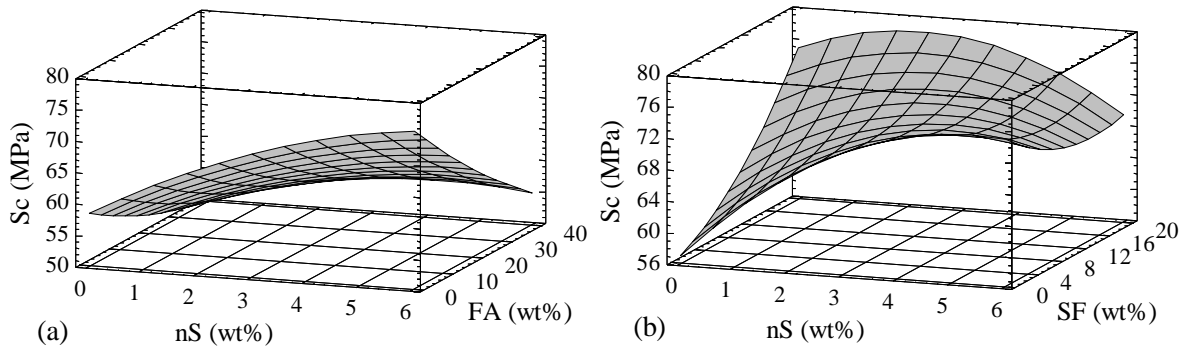 80
75
70
65
60
55
50
Sc (MPa)
0 1 2 3 4 5 6
nS (wt%)
0 10 20 30 40
FA (wt%)
(a)
80
76
72
68
64
60
56
Sc (MPa)
0 1 2 3 4 5 6
nS (wt%)
0 4 8 12 16 20
SF (wt%)
(b)